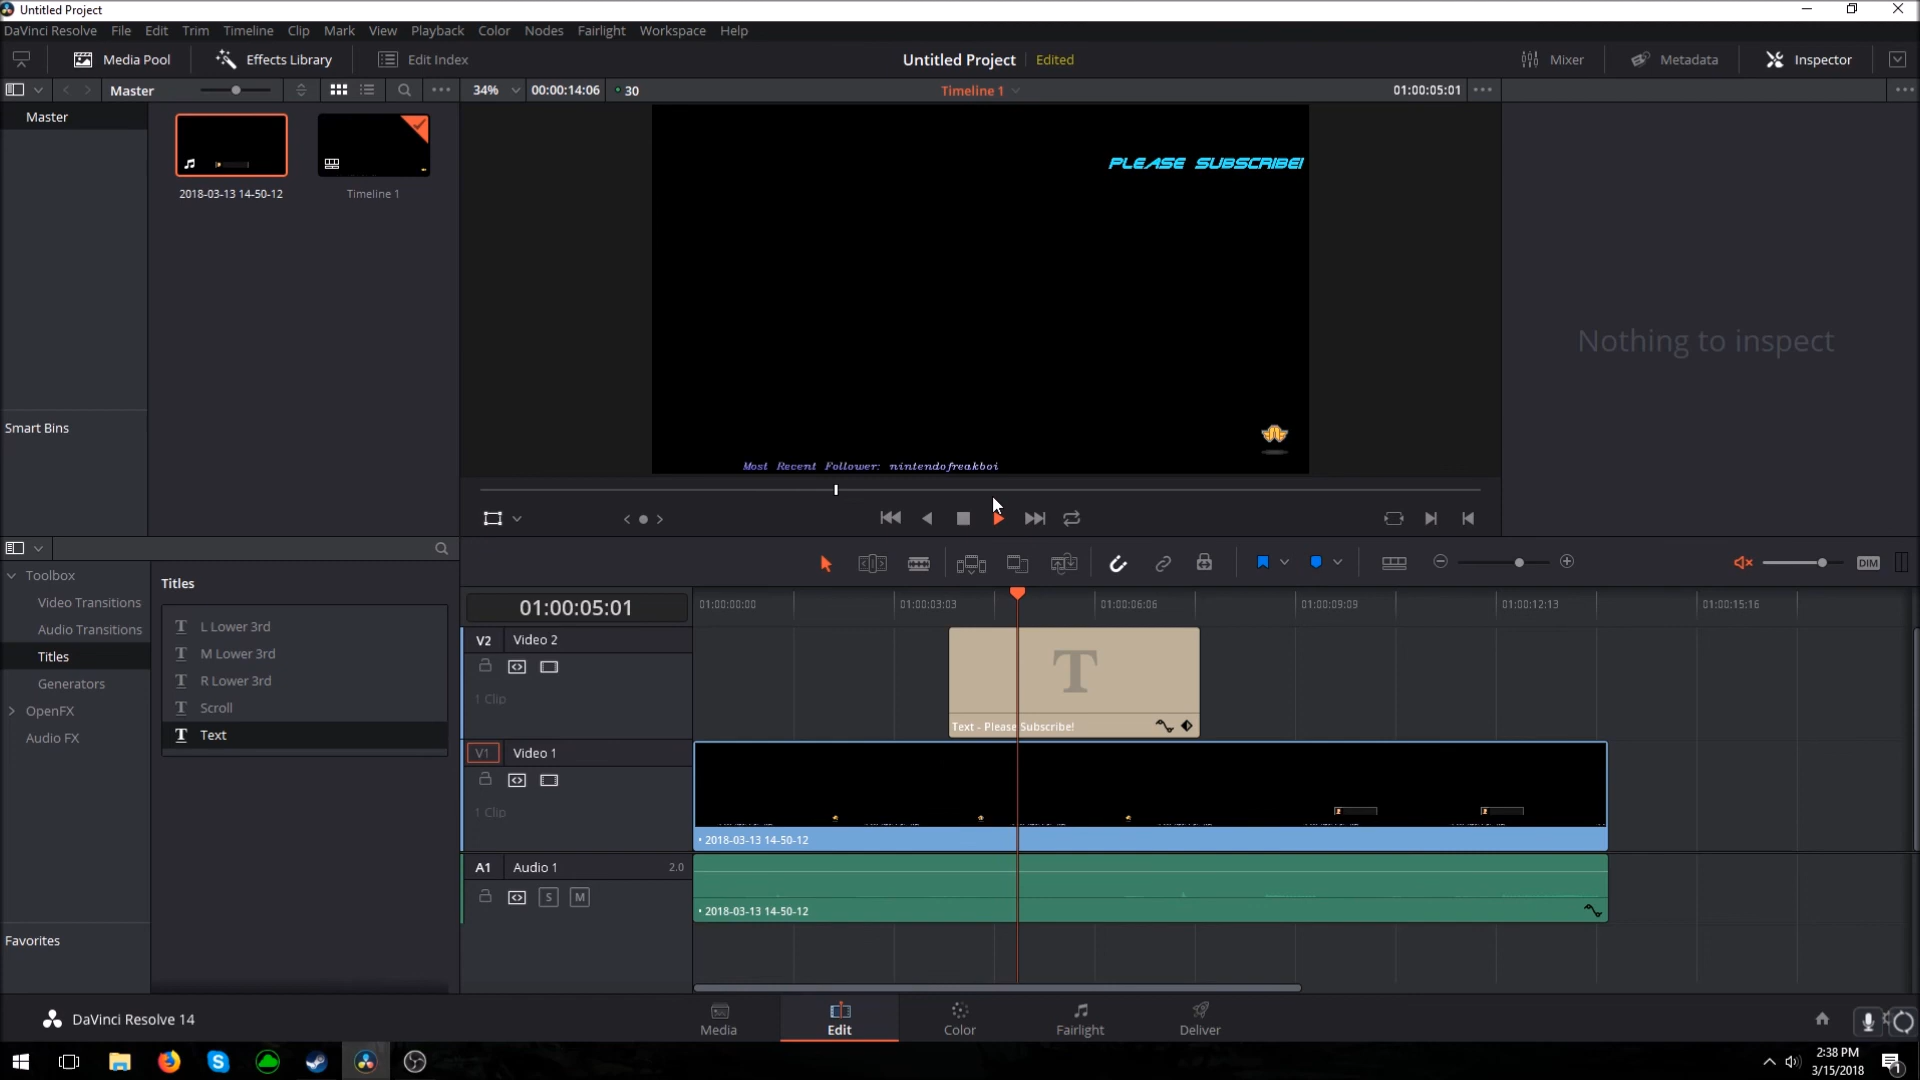 Untitled Project
DaVinci Resolve File Edit Trim Timeline Clip Mark View Playback Color Nodes Fairlight Workspace Help
Media Pool Effects Library Edit Index Untitled Project Edited Mixer Metadata Inspector
Master 34% 00:00:14:06 30 Timeline 1 01:00:05:01
Master
2018-03-13 14-50-12 Timeline 1
PLEASE SUBSCRIBE!
Nothing to inspect
Smart Bins
Most Recent Follower: nintendofreakboi
Toolbox
Video Transitions
Audio Transitions
Titles
Generators
OpenFX
Audio FX
Favorites
Titles
L Lower 3rd
M Lower 3rd
R Lower 3rd
Scroll
Text
DIM
01:00:05:01 01:00:00:00 01:00:03:03 01:00:06:06 01:00:09:09 01:00:12:13 01:00:15:16
V2 Video 2
1 Clip
T
Text - Please Subscribe!
V1 Video 1
1 Clip
2018-03-13 14-50-12
A1 Audio 1 2.0
S M
2018-03-13 14-50-12
DaVinci Resolve 14
Media Edit Color Fairlight Deliver
2:38 PM
3/15/2018
1